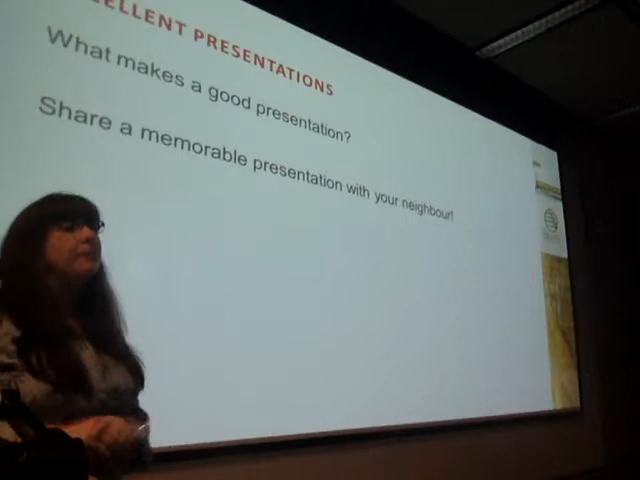 ELLENT PRESENTATIONS
What makes a good presentation?
Share a memorable presentation with your neighbour!